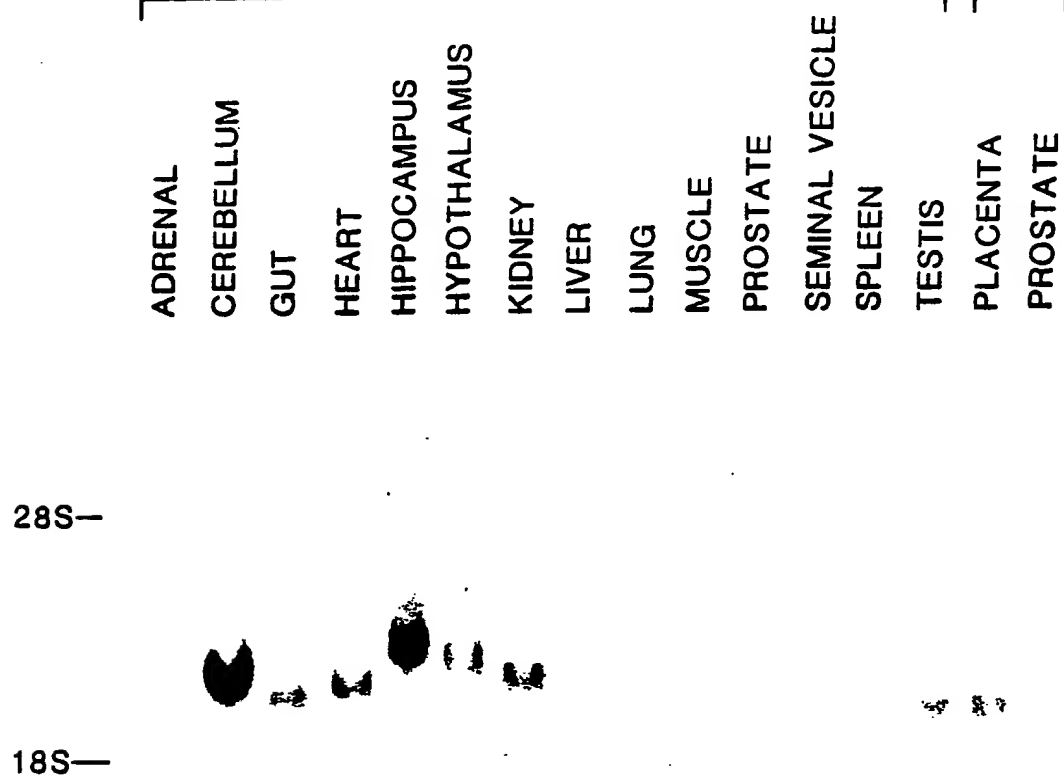 ADRENAL
CEREBELLUM
GUT
HEART
HIPPOCAMPUS
HYPOTHALAMUS
KIDNEY
LIVER
LUNG
MUSCLE
PROSTATE
SEMINAL VESICLE
SPLEEN
TESTIS
PLACENTA
PROSTATE
28S—
18S—